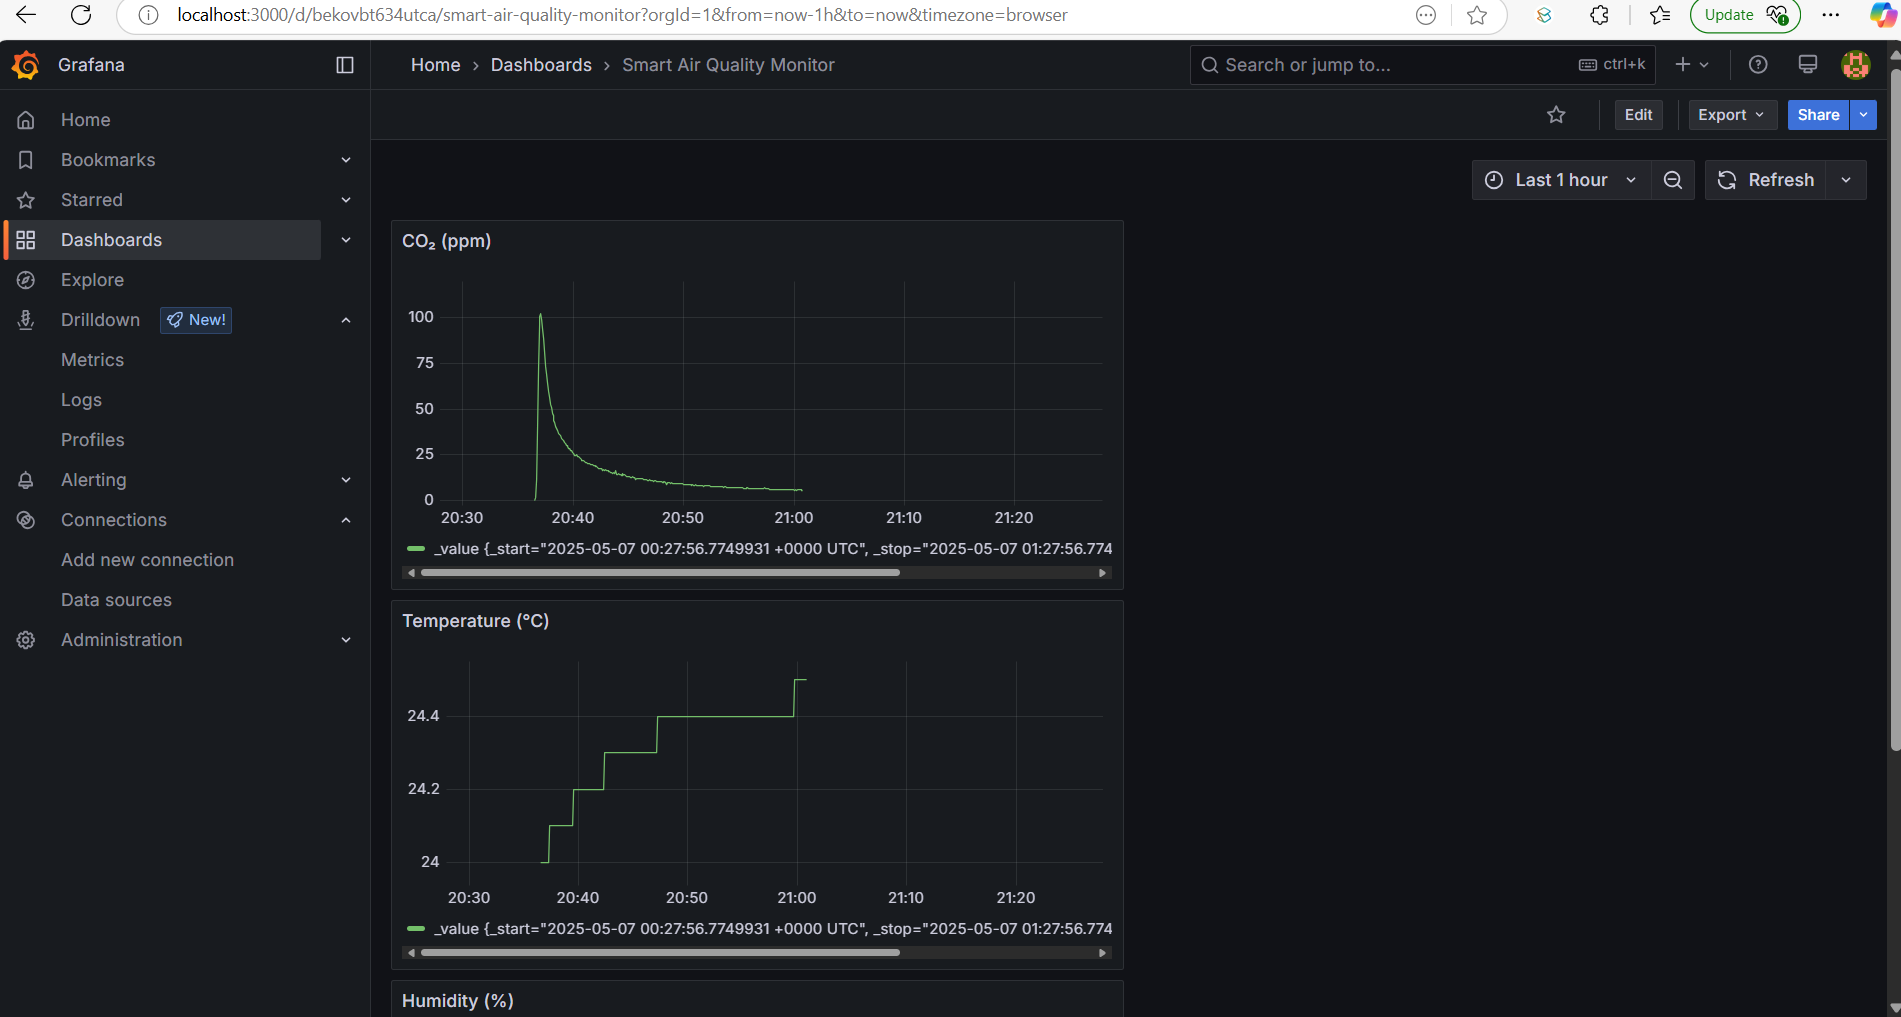 localhost:3000/d/bekovbt634utca/smart-air-quality-monitor?orgId=1&from=now-1h&to=now&timezone=browser
Update
Grafana
Home › Dashboards › Smart Air Quality Monitor
Search or jump to...
ctrl+k
Edit
Export
Share
Home
Bookmarks
Starred
Dashboards
Explore
Drilldown
New!
Metrics
Logs
Profiles
Alerting
Connections
Add new connection
Data sources
Administration
Last 1 hour
Refresh
CO₂ (ppm)
100
75
50
25
0
20:30 20:40 20:50 21:00 21:10 21:20
_value {_start="2025-05-07 00:27:56.7749931 +0000 UTC", _stop="2025-05-07 01:27:56.774
Temperature (°C)
24.4
24.2
24
20:30 20:40 20:50 21:00 21:10 21:20
_value {_start="2025-05-07 00:27:56.7749931 +0000 UTC", _stop="2025-05-07 01:27:56.774
Humidity (%)